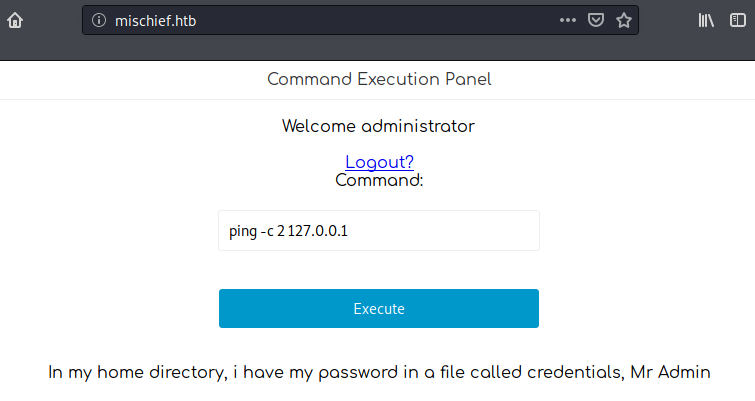 mischief.htb
Command Execution Panel
Welcome administrator
Logout?
Command:
ping -c 2 127.0.0.1
Execute
In my home directory, i have my password in a file called credentials, Mr Admin